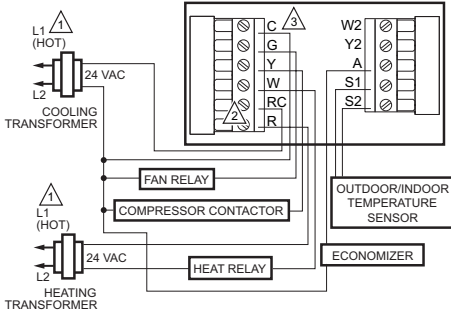 1
L1
(HOT)
24 VAC
L2
COOLING
TRANSFORMER
C
G
Y
W
RC
R
3
2
W2
Y2
A
S1
S2
FAN RELAY
COMPRESSOR CONTACTOR
OUTDOOR/INDOOR
TEMPERATURE
SENSOR
1
L1
(HOT)
24 VAC
L2
HEATING
TRANSFORMER
HEAT RELAY
ECONOMIZER